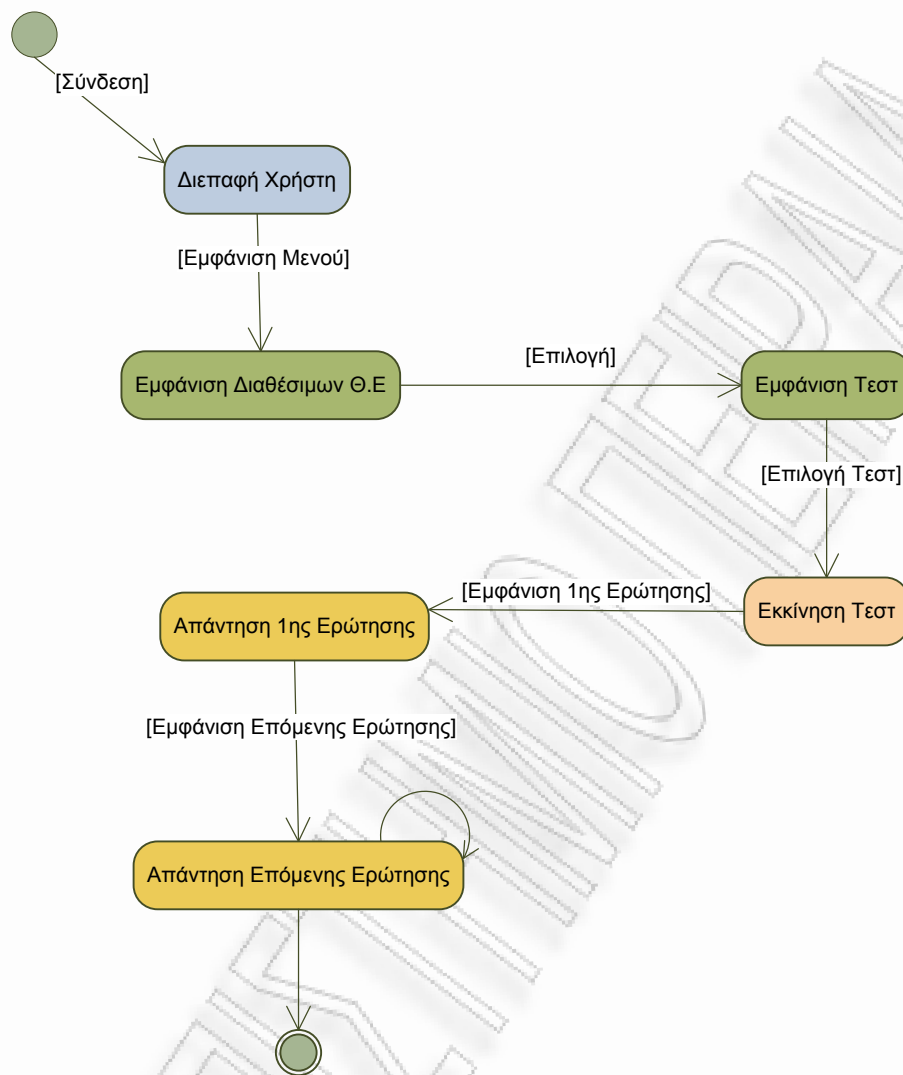 [Σύνδεση]
Διεπαφή Χρήστη
[Εμφάνιση Μενού]
Εμφάνιση Διαθέσιμων Θ.Ε
[Επιλογή]
Εμφάνιση Τεστ
[Επιλογή Τεστ]
Εκκίνηση Τεστ
[Εμφάνιση 1ης Ερώτησης]
Απάντηση 1ης Ερώτησης
[Εμφάνιση Επόμενης Ερώτησης]
Απάντηση Επόμενης Ερώτησης